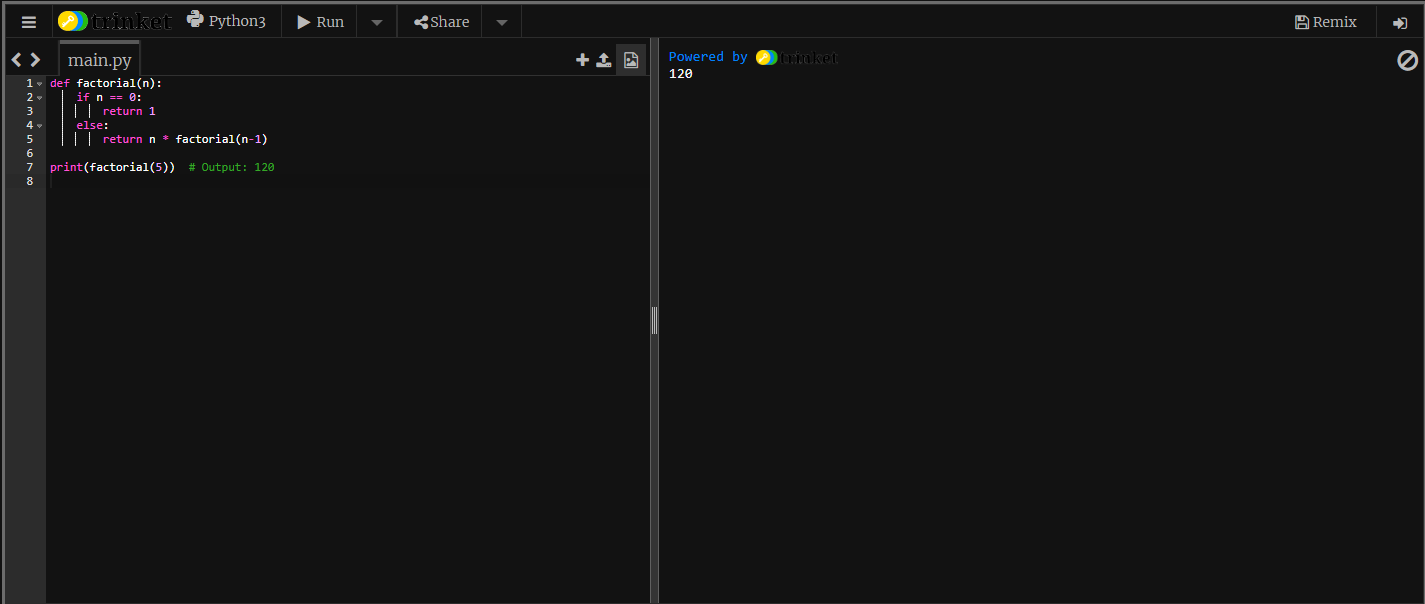 trinket Python3 Run Share Remix
main.py
1 def factorial(n):
2 if n == 0:
3 return 1
4 else:
5 return n * factorial(n-1)
6
7 print(factorial(5))  # Output: 120
8
Powered by trinket
120